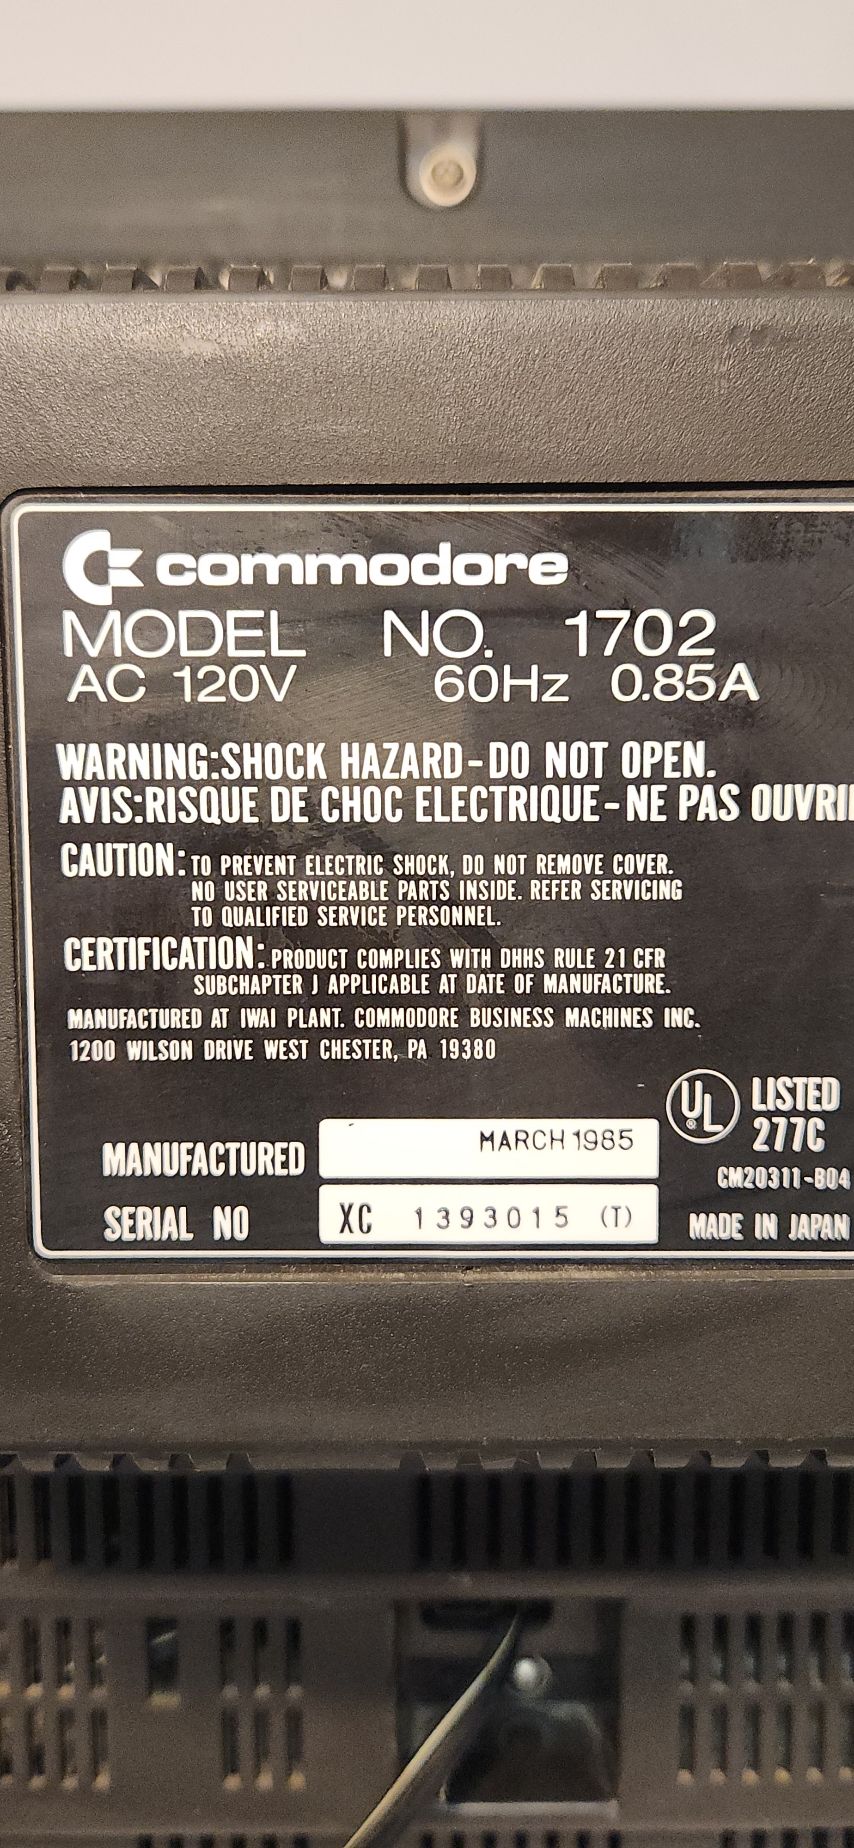 commodore
MODEL NO. 1702
AC 120V 60Hz 0.85A
WARNING:SHOCK HAZARD-DO NOT OPEN.
AVIS:RISQUE DE CHOC ELECTRIQUE-NE PAS
CAUTION: TO PREVENT ELECTRIC SHOCK, DO NOT REMOVE COVER.
NO USER SERVICEABLE PARTS INSIDE. REFER SERVICING
TO QUALIFIED SERVICE PERSONNEL.
CERTIFICATION: PRODUCT COMPLIES WITH DHHS RULE 21 CFR
SUBCHAPTER J APPLICABLE AT DATE OF MANUFACTURE.
MANUFACTURED AT IWAI PLANT. COMMODORE BUSINESS MACHINES INC.
1200 WILSON DRIVE WEST CHESTER, PA 19380
UL ® LISTED
277C
CM20311-B04
MANUFACTURED MARCH 1985
SERIAL NO XC 1393015 (T)
MADE IN JAPAN